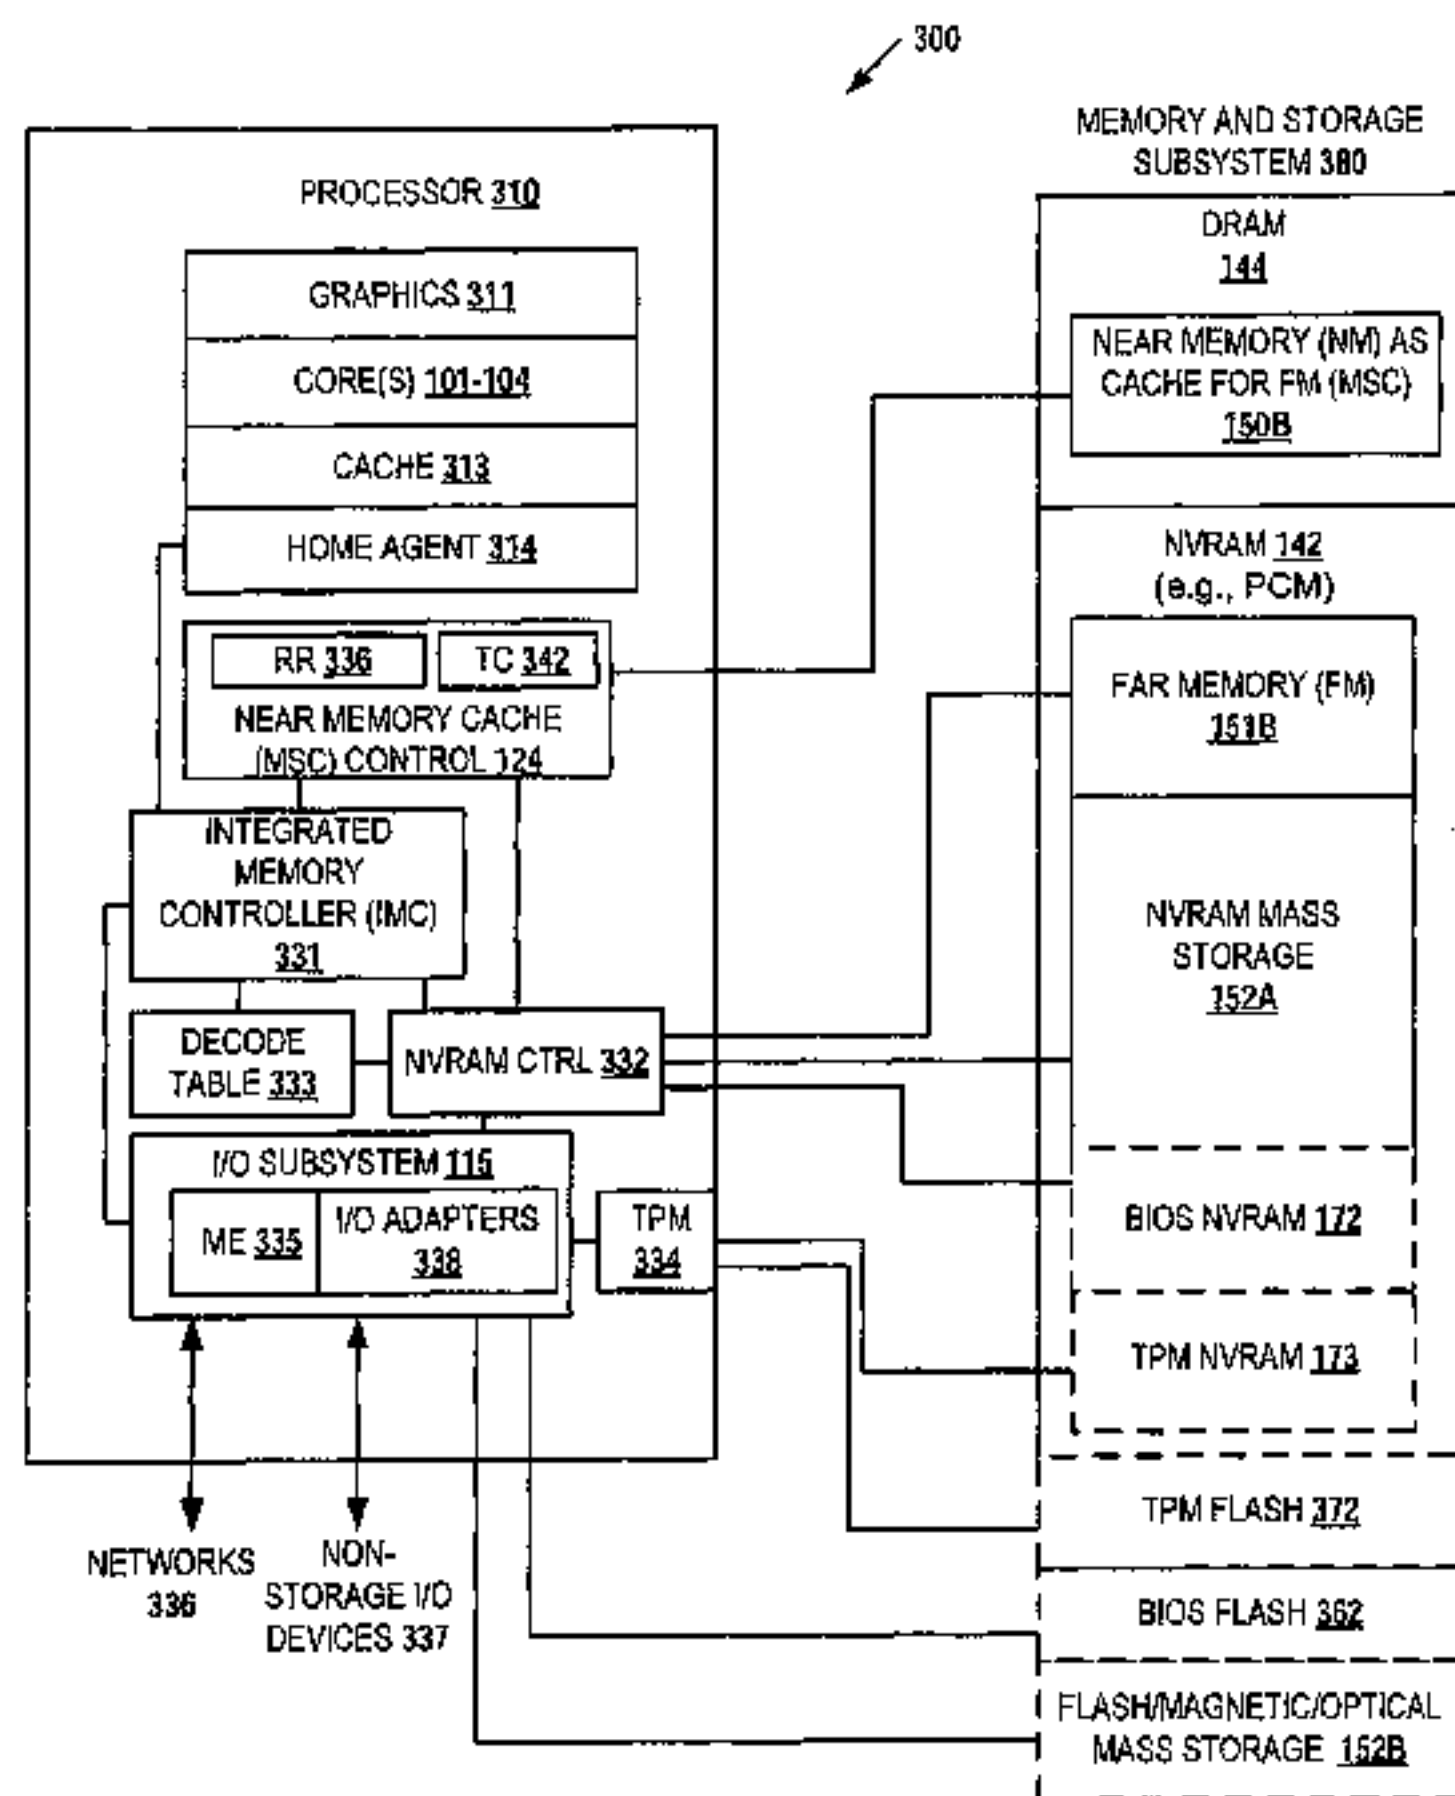 300
PROCESSOR 310
GRAPHICS 311
CORE(S) 101-104
CACHE 313
HOME AGENT 314
RR 336
TC 342
NEAR MEMORY CACHE
(MSC) CONTROL 124
INTEGRATED
MEMORY
CONTROLLER (IMC)
331
DECODE
TABLE 333
NVRAM CTRL 332
I/O SUBSYSTEM 115
ME 335
I/O ADAPTERS
338
TPM
334
NETWORKS
336
NON-
STORAGE I/O
DEVICES 337
MEMORY AND STORAGE
SUBSYSTEM 380
DRAM
144
NEAR MEMORY (NM) AS
CACHE FOR FM (MSC)
150B
NVRAM 142
(e.g., PCM)
FAR MEMORY (FM)
151B
NVRAM MASS
STORAGE
152A
BIOS NVRAM 172
TPM NVRAM 173
TPM FLASH 372
BIOS FLASH 362
FLASH/MAGNETIC/OPTICAL
MASS STORAGE 152B